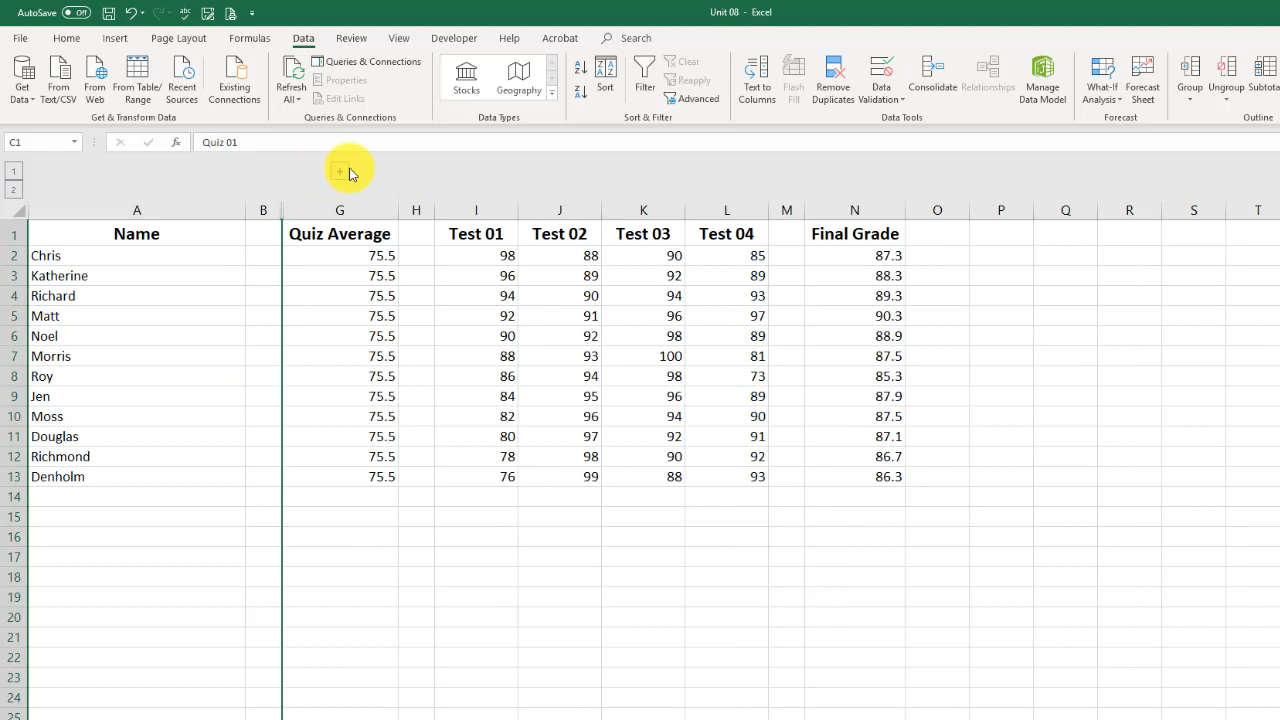 AutoSave Off abc Unit 08 - Excel
File Home Insert Page Layout Formulas Data Review View Developer Help Acrobat Search
Get Data From Text/CSV From Web From Table/ Range Recent Sources Existing Connections Refresh All Queries & Connections Properties Edit Links Stocks Geography Sort Filter Clear Reapply Advanced Text to Columns Flash Fill Remove Duplicates Data Validation Consolidate Relationships Manage Data Model What-If Analysis Forecast Sheet Group Ungroup Subtota
Get & Transform Data Queries & Connections Data Types Sort & Filter Data Tools Forecast Outline
C1 fx Quiz 01
1
2
A B G H I J K L M N O P Q R S T
1 Name Quiz Average Test 01 Test 02 Test 03 Test 04 Final Grade
2 Chris 75.5 98 88 90 85 87.3
3 Katherine 75.5 96 89 92 89 88.3
4 Richard 75.5 94 90 94 93 89.3
5 Matt 75.5 92 91 96 97 90.3
6 Noel 75.5 90 92 98 89 88.9
7 Morris 75.5 88 93 100 81 87.5
8 Roy 75.5 86 94 98 73 85.3
9 Jen 75.5 84 95 96 89 87.9
10 Moss 75.5 82 96 94 90 87.5
11 Douglas 75.5 80 97 92 91 87.1
12 Richmond 75.5 78 98 90 92 86.7
13 Denholm 75.5 76 99 88 93 86.3
14
15
16
17
18
19
20
21
22
23
24
25